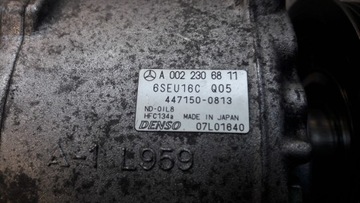 A 002 230 68 11
6SEU16C Q05
447150-0813
ND-OIL8
HFC134a MADE IN JAPAN
DENSO 07L01640
A-1 L959